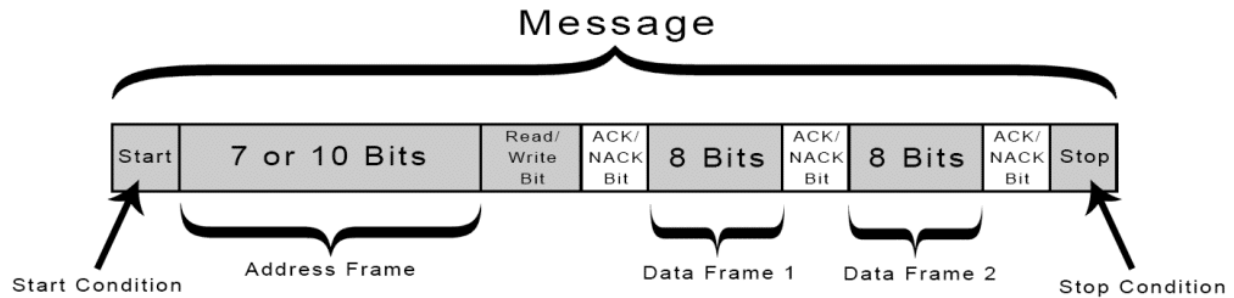 Message
Start
7 or 10 Bits
Read/
Write
Bit
ACK/
NACK
Bit
8 Bits
ACK/
NACK
Bit
8 Bits
ACK/
NACK
Bit
Stop
Start Condition
Address Frame
Data Frame 1
Data Frame 2
Stop Condition